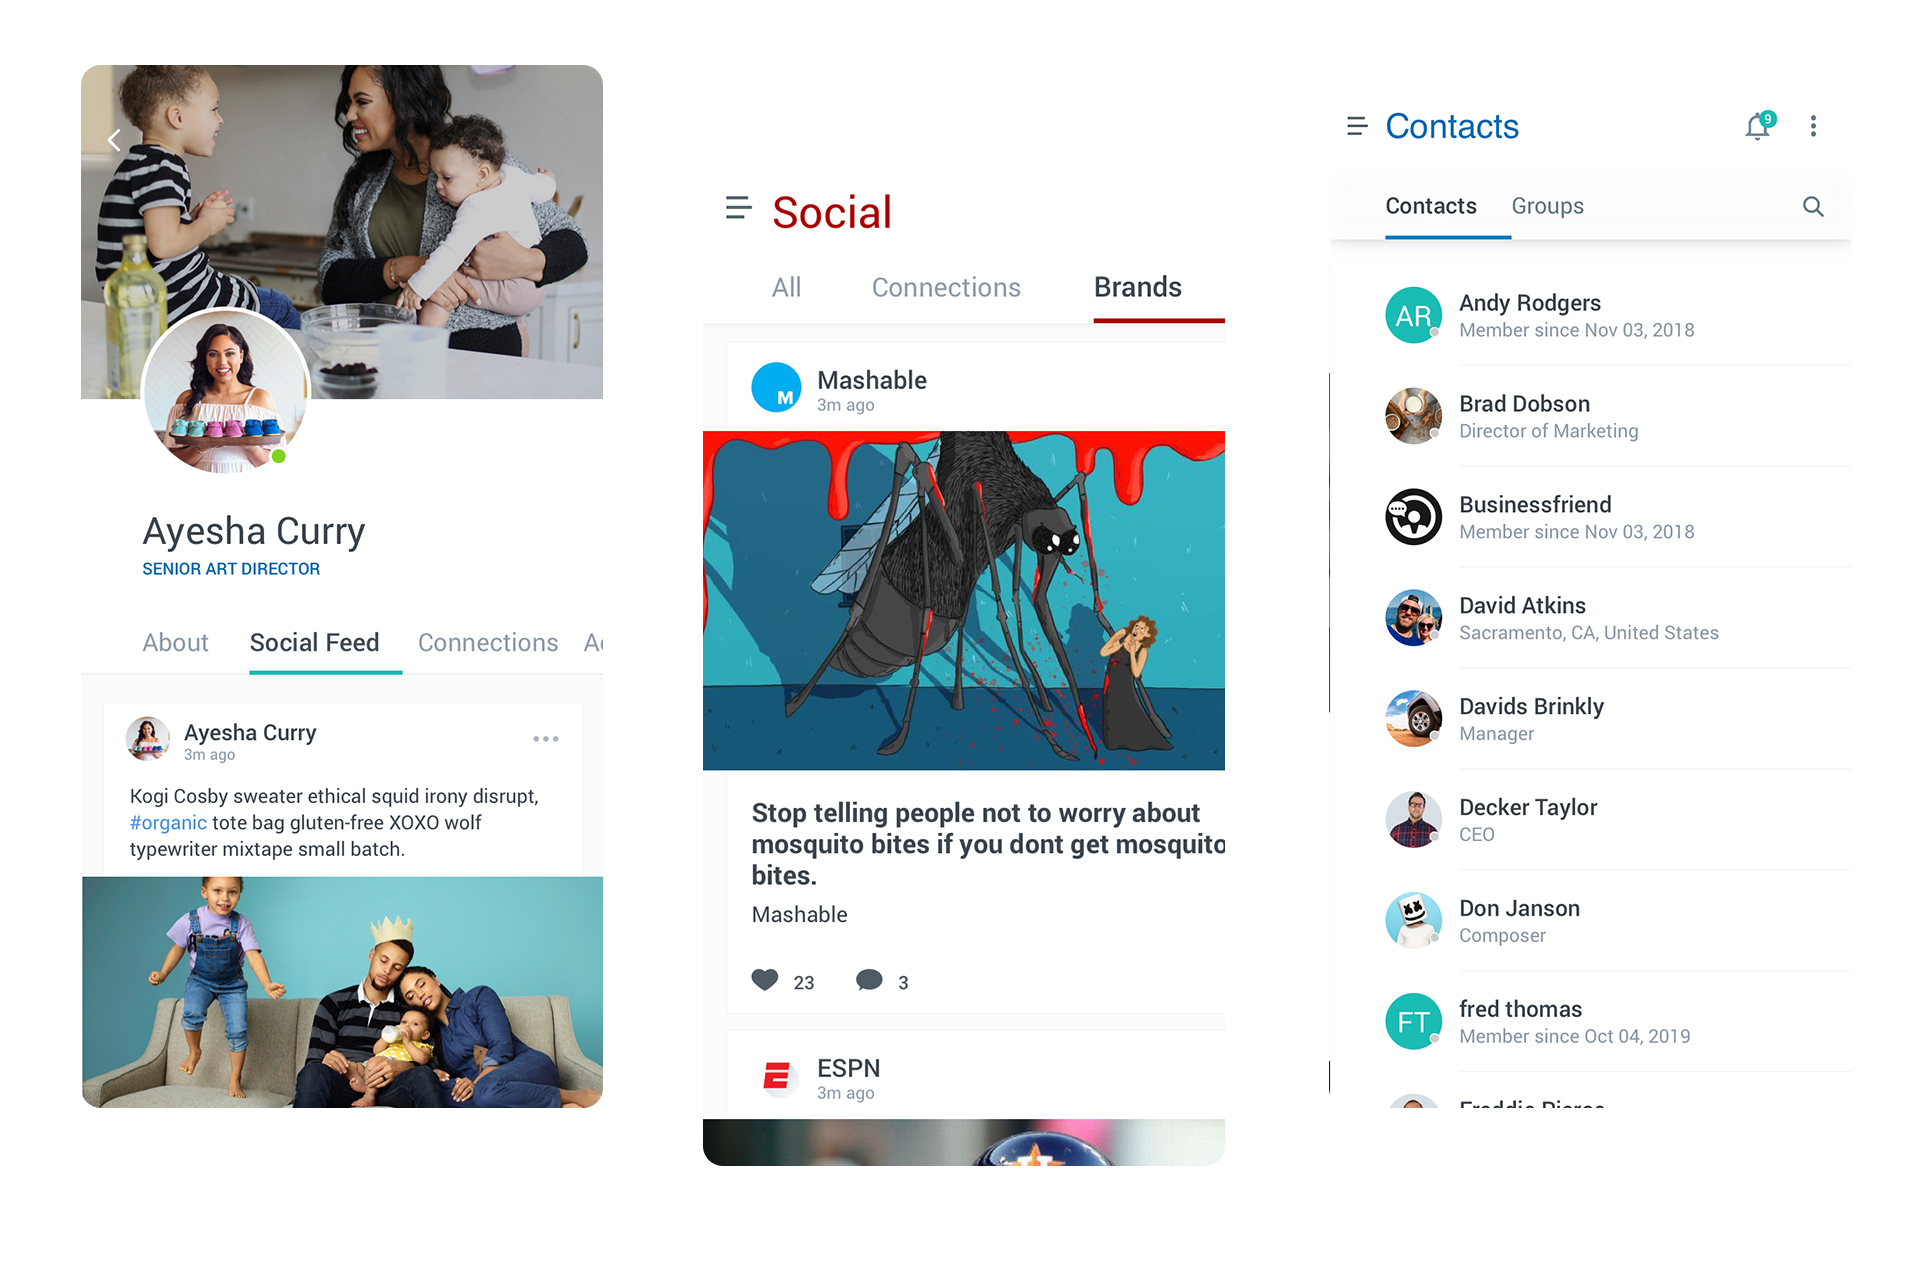 Ayesha Curry
SENIOR ART DIRECTOR
About Social Feed Connections
Ayesha Curry
3m ago
Kogi Cosby sweater ethical squid irony disrupt,
#organic tote bag gluten-free XOXO wolf
typewriter mixtape small batch.
Social
All Connections Brands
M
Mashable
3m ago
Stop telling people not to worry about
mosquito bites if you dont get mosquito
bites.
Mashable
23 3
E
ESPN
3m ago
Contacts
9
Contacts Groups
AR
Andy Rodgers
Member since Nov 03, 2018
Brad Dobson
Director of Marketing
Businessfriend
Member since Nov 03, 2018
David Atkins
Sacramento, CA, United States
Davids Brinkly
Manager
Decker Taylor
CEO
Don Janson
Composer
FT
fred thomas
Member since Oct 04, 2019
Freddie Pierce